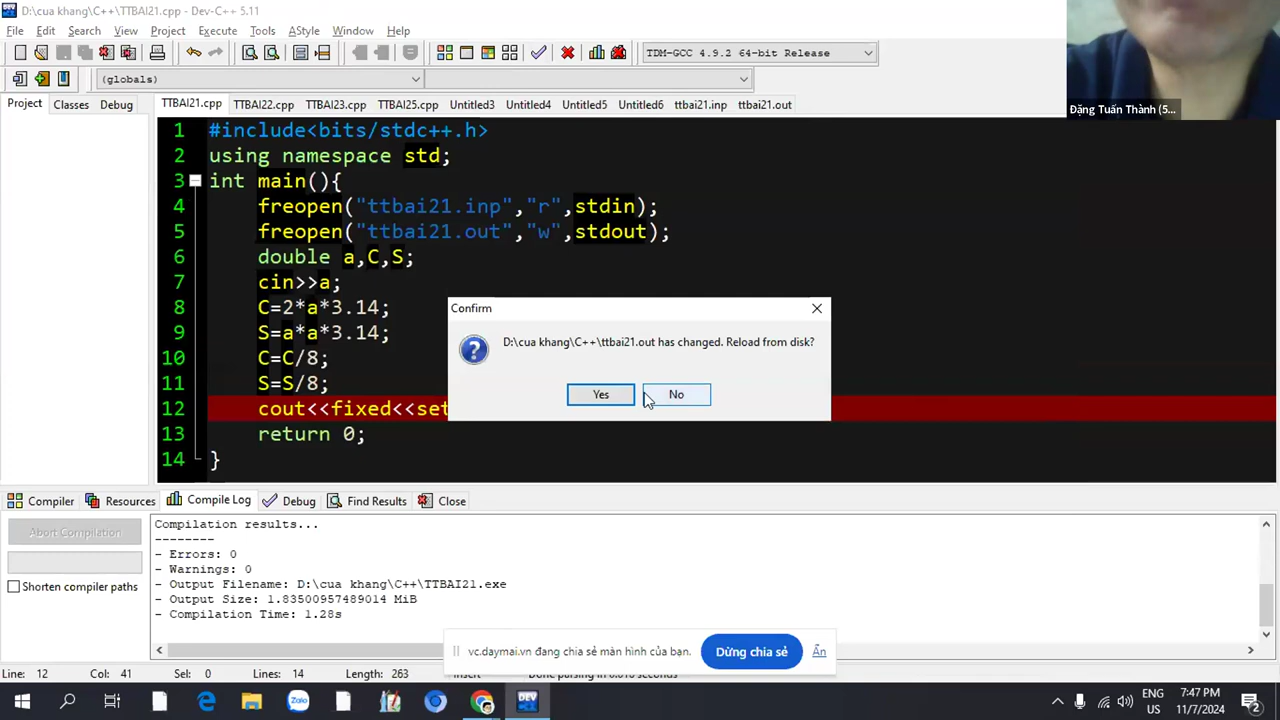 D:\cua khang\C++\TTBAI21.cpp - Dev-C++ 5.11
File Edit Search View Project Execute Tools AStyle Window Help
TDM-GCC 4.9.2 64-bit Release
(globals)
Project Classes Debug
TTBAI21.cpp TTBAI22.cpp TTBAI23.cpp TTBAI25.cpp Untitled3 Untitled4 Untitled5 Untitled6 ttbai21.inp ttbai21.out
Đặng Tuấn Thành (5...
1 #include<bits/stdc++.h>
2 using namespace std;
3 int main(){
4 freopen("ttbai21.inp","r",stdin);
5 freopen("ttbai21.out","w",stdout);
6 double a,C,S;
7 cin>>a;
8 C=2*a*3.14;
9 S=a*a*3.14;
10 C=C/8;
11 S=S/8;
12 cout<<fixed<<set
13 return 0;
14 }
Confirm
D:\cua khang\C++\ttbai21.out has changed. Reload from disk?
Yes No
Compiler Resources Compile Log Debug Find Results Close
Abort Compilation
Shorten compiler paths
Compilation results...
--------
- Errors: 0
- Warnings: 0
- Output Filename: D:\cua khang\C++\TTBAI21.exe
- Output Size: 1.83500957489014 MiB
- Compilation Time: 1.28s
vc.daymai.vn đang chia sẻ màn hình của bạn. Dừng chia sẻ Ẩn
Line: 12 Col: 41 Sel: 0 Lines: 14 Length: 263
Zalo
DEV
ENG
US
7:47 PM
11/7/2024
2